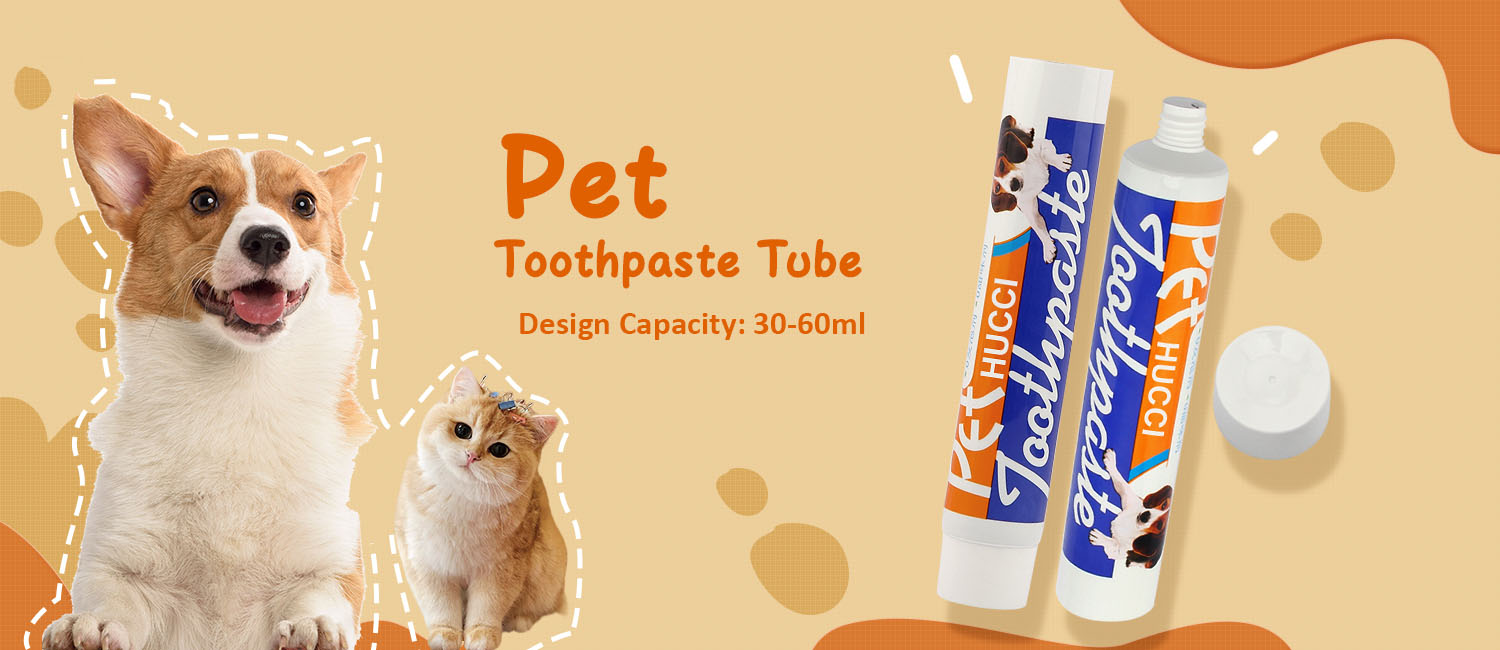 Pet
Toothpaste Tube
Design Capacity: 30-60ml
Pet
HUCCI
Toothpaste
Pet
HUCCI
Toothpaste